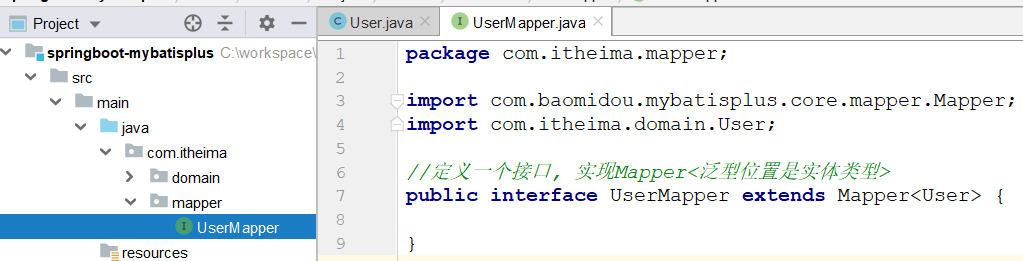 springboot-mybatisplus
Project
User.java
UserMapper.java
springboot-mybatisplus C:\workspace\
src
main
java
com.itheima
domain
mapper
UserMapper
resources
1 package com.itheima.mapper;
2
3 import com.baomidou.mybatisplus.core.mapper.Mapper;
4 import com.itheima.domain.User;
5
6 //定义一个接口, 实现Mapper<泛型位置是实体类型>
7 public interface UserMapper extends Mapper<User> {
8
9 }